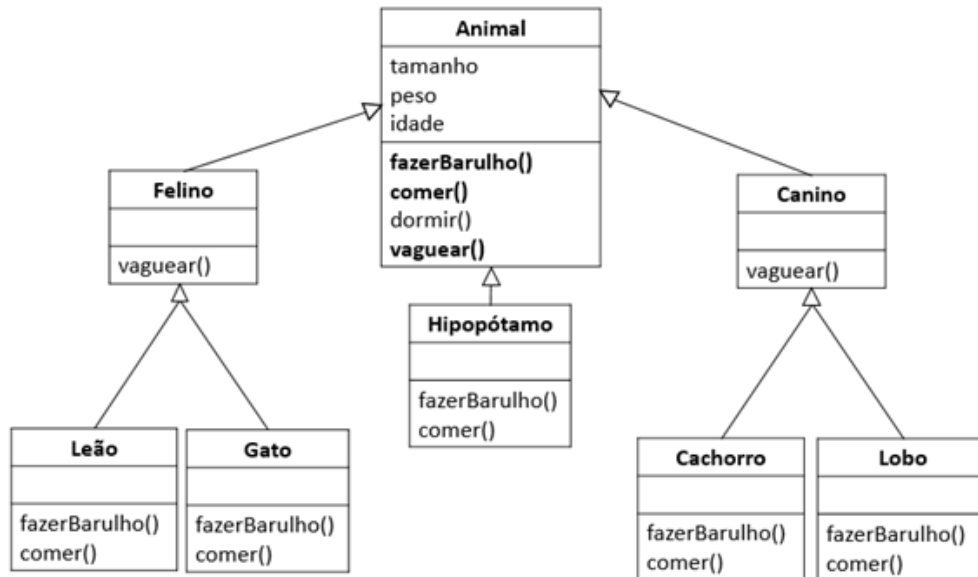 Animal
tamanho
peso
idade
fazerBarulho()
comer()
dormir()
vaguear()
Felino
vaguear()
Canino
vaguear()
Hipopótamo
fazerBarulho()
comer()
Leão
fazerBarulho()
comer()
Gato
fazerBarulho()
comer()
Cachorro
fazerBarulho()
comer()
Lobo
fazerBarulho()
comer()